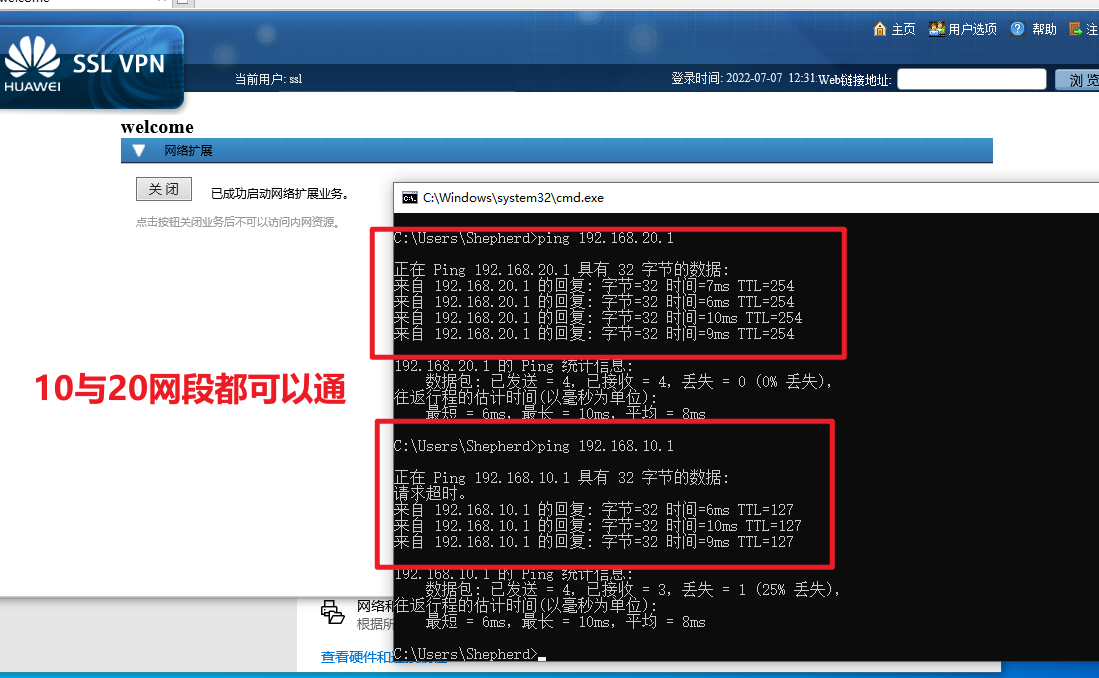 welcome
主页 用户选项 帮助 注
HUAWEI SSL VPN
当前用户: ssl
登录时间: 2022-07-07 12:31 Web链接地址: 浏览
welcome
网络扩展
关闭 已成功启动网络扩展业务。
点击按钮关闭业务后不可以访问内网资源。
C:\Windows\system32\cmd.exe
C:\Users\Shepherd>ping 192.168.20.1
正在 Ping 192.168.20.1 具有 32 字节的数据:
来自 192.168.20.1 的回复: 字节=32 时间=7ms TTL=254
来自 192.168.20.1 的回复: 字节=32 时间=6ms TTL=254
来自 192.168.20.1 的回复: 字节=32 时间=10ms TTL=254
来自 192.168.20.1 的回复: 字节=32 时间=9ms TTL=254
192.168.20.1 的 Ping 统计信息:
数据包: 已发送 = 4，已接收 = 4，丢失 = 0 (0% 丢失)，
往返行程的估计时间(以毫秒为单位):
最短 = 6ms，最长 = 10ms，平均 = 8ms
10与20网段都可以通
C:\Users\Shepherd>ping 192.168.10.1
正在 Ping 192.168.10.1 具有 32 字节的数据:
请求超时。
来自 192.168.10.1 的回复: 字节=32 时间=6ms TTL=127
来自 192.168.10.1 的回复: 字节=32 时间=10ms TTL=127
来自 192.168.10.1 的回复: 字节=32 时间=9ms TTL=127
192.168.10.1 的 Ping 统计信息:
数据包: 已发送 = 4，已接收 = 3，丢失 = 1 (25% 丢失)，
往返行程的估计时间(以毫秒为单位):
最短 = 6ms，最长 = 10ms，平均 = 8ms
C:\Users\Shepherd>
网络和
根据所
查看硬件和